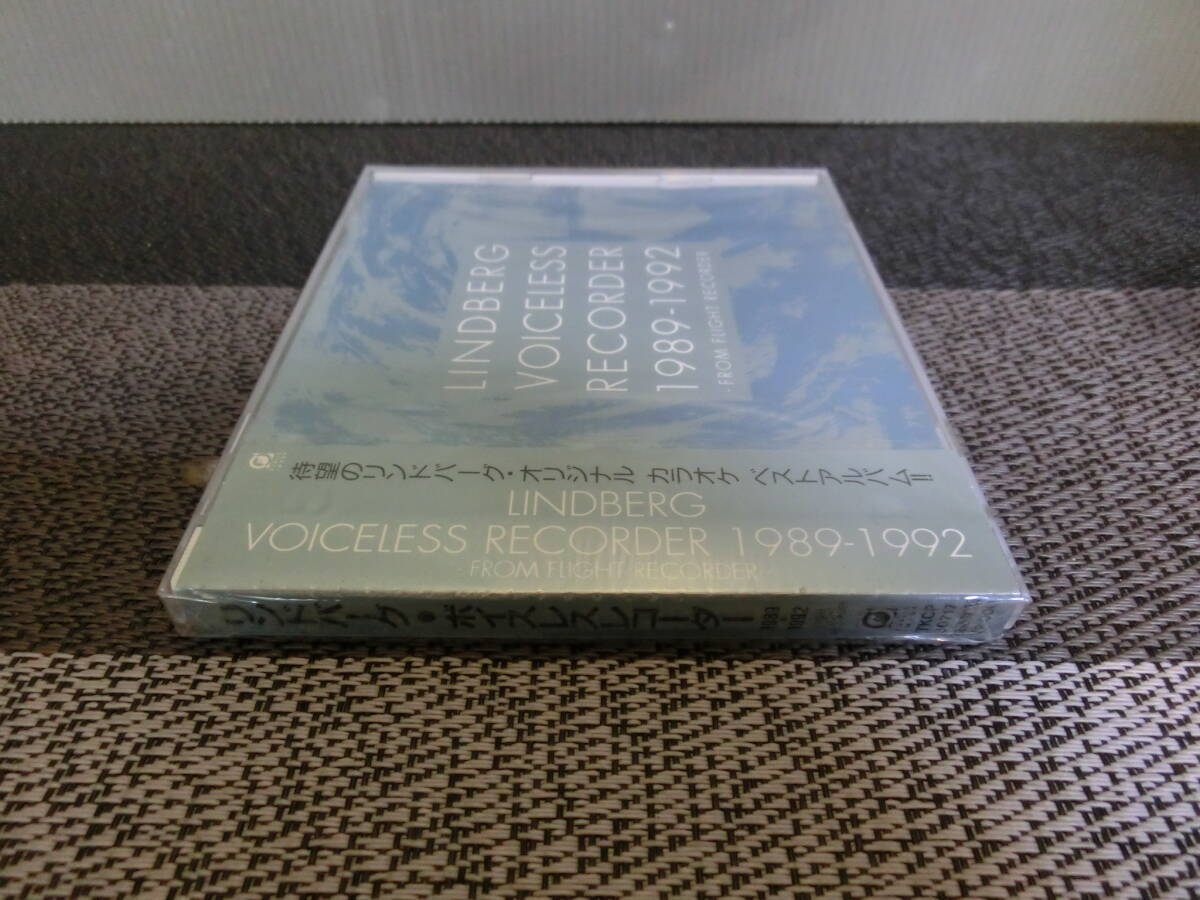 LINDBERG
VOICELESS
RECORDER
1989-1992
- FROM FLIGHT RECORDER
待望のリンドバーグ・オリジナル カラオケ ベストアルバムII
LINDBERG
VOICELESS RECORDER 1989-1992
- FROM FLIGHT RECORDER -
リンドバーグ・ボイスレスレコーダー 1989 1992
TKCP